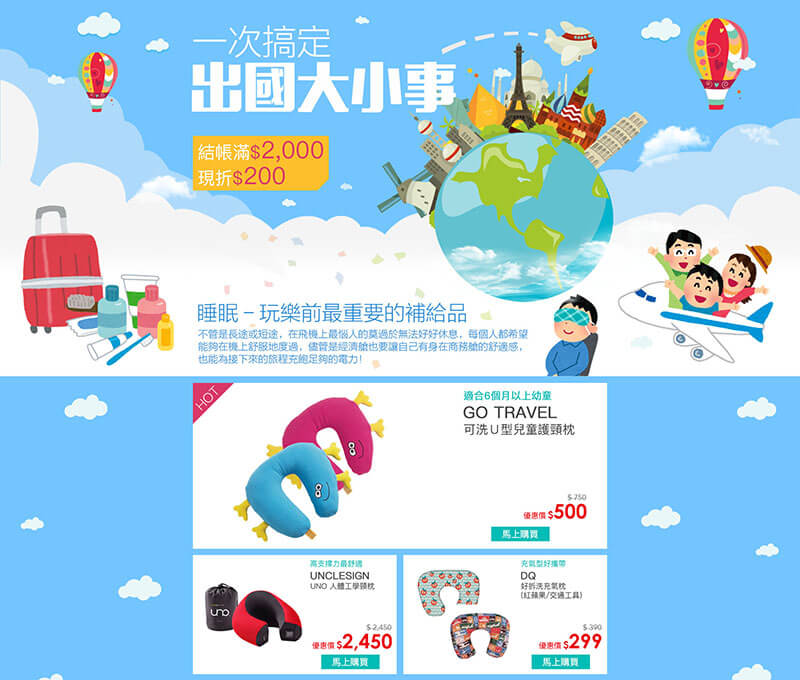 一次搞定
出國大小事
結帳滿$2,000
現折$200
睡眠 – 玩樂前最重要的補給品
不管是長途或短途，在飛機上最惱人的莫過於無法好好休息，每個人都希望
能夠在機上舒服地度過，儘管是經濟艙也要讓自己有身在商務艙的舒適感，
也能為接下來的旅程充飽足夠的電力！
HOT
適合6個月以上幼童
GO TRAVEL
可洗U型兒童護頸枕
$ 750
優惠價 $500
馬上購買
高支撐力最舒適
UNCLESIGN
UNO 人體工學頸枕
uno
$ 2,450
優惠價 $2,450
馬上購買
充氣型好攜帶
DQ
好拆洗充氣枕
(紅蘋果/交通工具)
$ 390
優惠價 $299
馬上購買